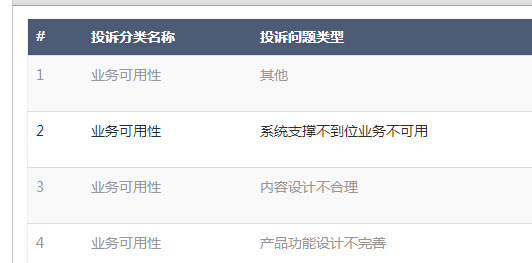 # 投诉分类名称 投诉问题类型
1 业务可用性 其他
2 业务可用性 系统支撑不到位业务不可用
3 业务可用性 内容设计不合理
4 业务可用性 产品功能设计不完善